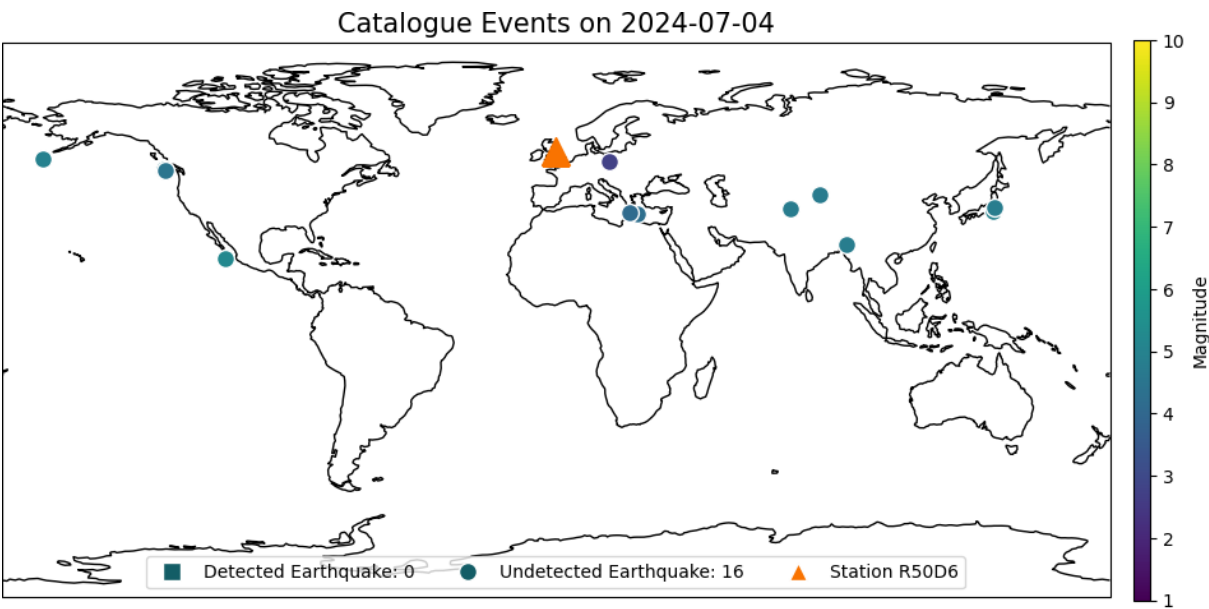 Catalogue Events on 2024-07-04
10
9
8
7
6
5
4
3
2
1
Magnitude
Detected Earthquake: 0
Undetected Earthquake: 16
Station R50D6